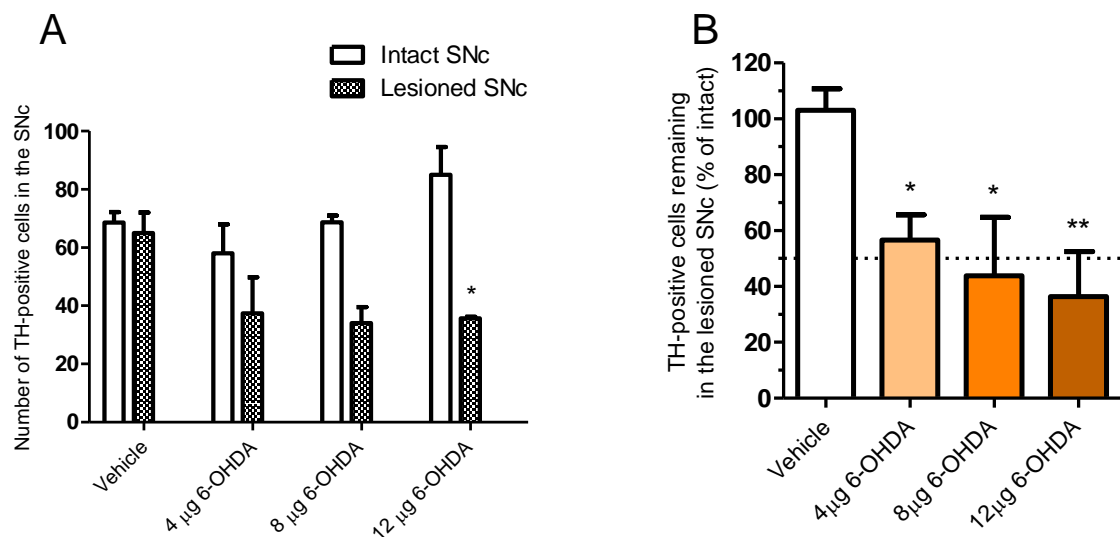 A
Intact SNc
Lesioned SNc
Number of TH-positive cells in the SNc
100
80
60
40
20
0
*
Vehicle
4 µg 6-OHDA
8 µg 6-OHDA
12 µg 6-OHDA
B
TH-positive cells remaining
in the lesioned SNc (% of intact)
120
100
80
60
40
20
0
*
*
**
Vehicle
4µg 6-OHDA
8µg 6-OHDA
12µg 6-OHDA